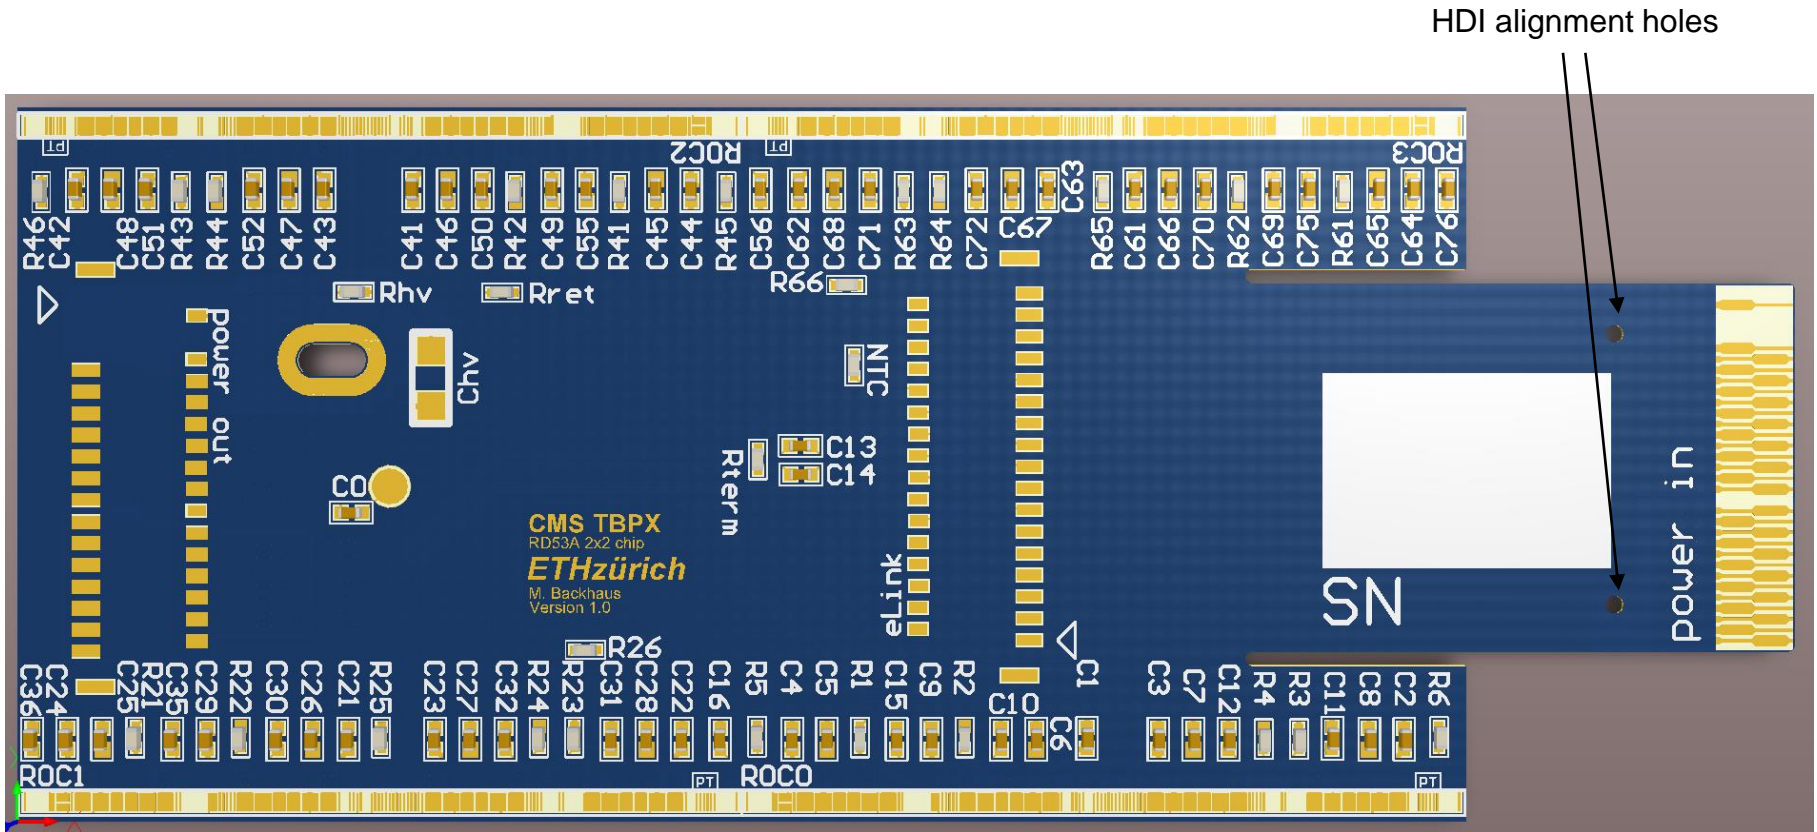 HDI alignment holes
PT
ROC2
PT
ROC3
R46
C42
C48
C51
R43
R44
C52
C47
C43
C41
C46
C50
R42
C49
C55
R41
C45
C44
R45
C56
C62
C68
C71
R63
R64
C72
C67
C63
R65
C61
C66
C70
R62
C69
C75
R61
C65
C64
C76
Rhv
Rret
R66
power out
Chv
NTC
C0
Rterm
C13
C14
CMS TBPX
RD53A 2x2 chip
ETHzürich
M. Backhaus
Version 1.0
eLink
SN
power in
R26
C36
C24
C25
R21
C35
C29
R22
C30
C26
C21
R25
C23
C27
C32
R24
R23
C31
C28
C22
C16
R5
C4
C5
R1
C15
C9
R2
C10
C6
C1
C3
C7
C12
R4
R3
C11
C8
C2
R6
ROC1
PT
ROC0
PT